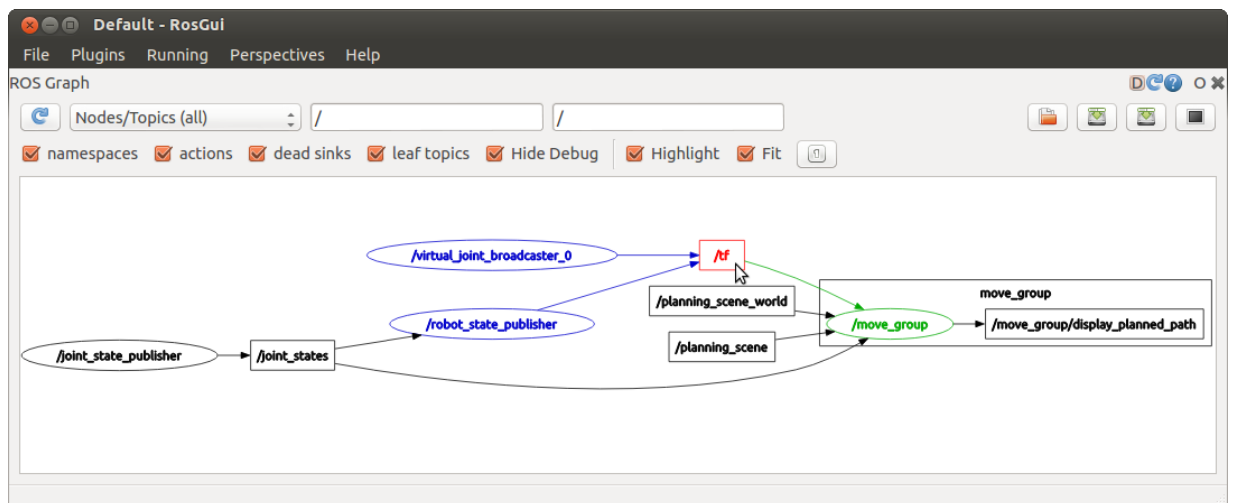 Default - RosGui
File Plugins Running Perspectives Help
ROS Graph D O
Nodes/Topics (all) / /
namespaces actions dead sinks leaf topics Hide Debug Highlight Fit
/virtual_joint_broadcaster_0 /tf
/planning_scene_world move_group
/robot_state_publisher /move_group /move_group/display_planned_path
/joint_state_publisher /joint_states /planning_scene